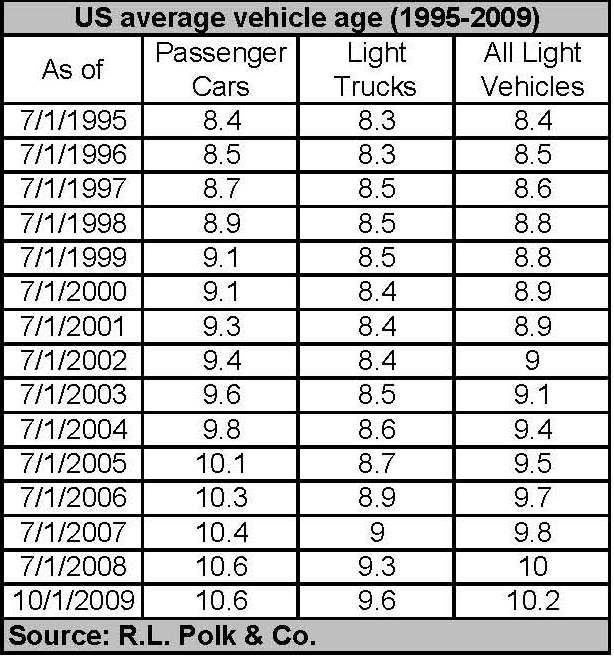 US average vehicle age (1995-2009)
As of Passenger Cars Light Trucks All Light Vehicles
7/1/1995 8.4 8.3 8.4
7/1/1996 8.5 8.3 8.5
7/1/1997 8.7 8.5 8.6
7/1/1998 8.9 8.5 8.8
7/1/1999 9.1 8.5 8.8
7/1/2000 9.1 8.4 8.9
7/1/2001 9.3 8.4 8.9
7/1/2002 9.4 8.4 9
7/1/2003 9.6 8.5 9.1
7/1/2004 9.8 8.6 9.4
7/1/2005 10.1 8.7 9.5
7/1/2006 10.3 8.9 9.7
7/1/2007 10.4 9 9.8
7/1/2008 10.6 9.3 10
10/1/2009 10.6 9.6 10.2
Source: R.L. Polk & Co.